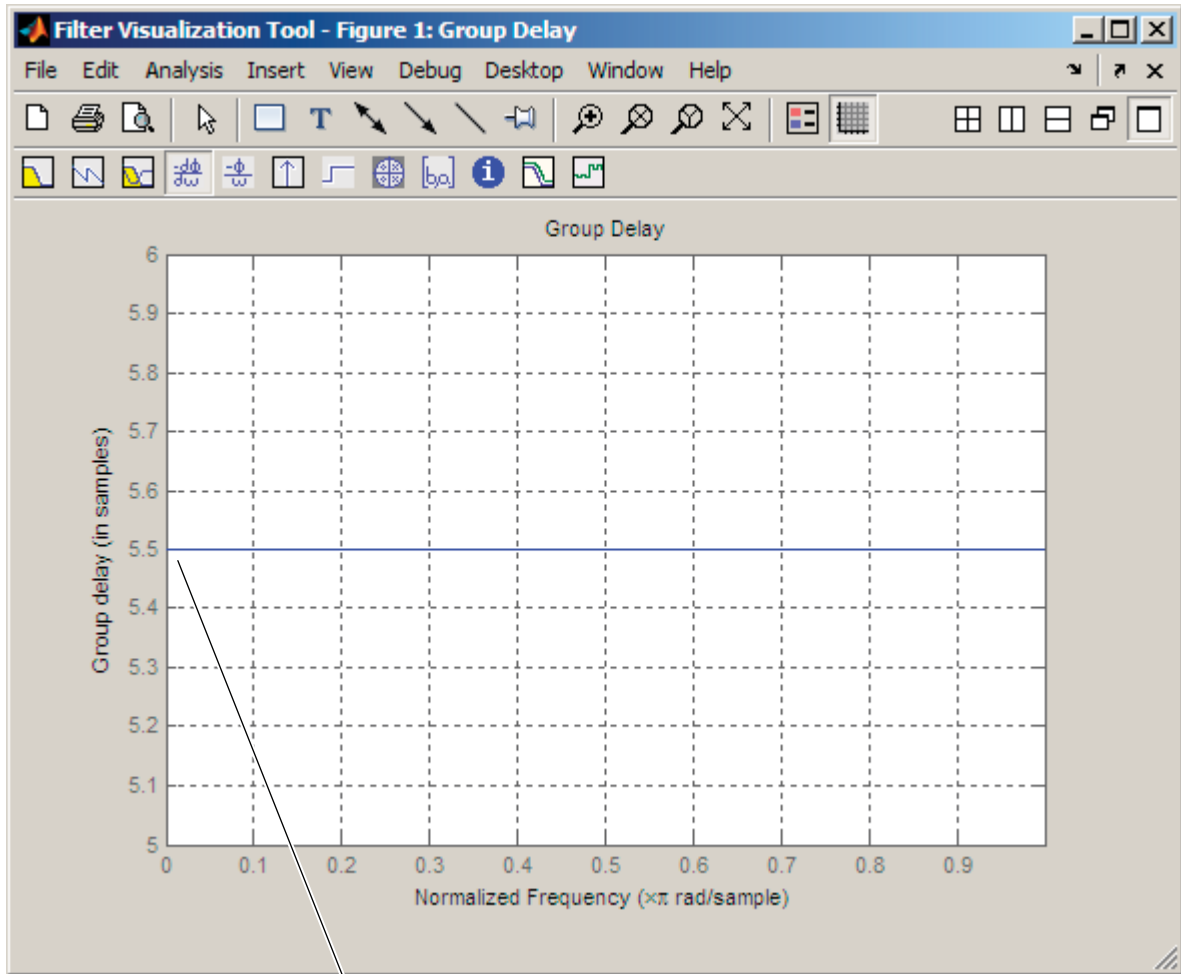 Filter Visualization Tool - Figure 1: Group Delay
File Edit Analysis Insert View Debug Desktop Window Help
T
-dϕ
dω
-ϕ
ω
[b,a]
i
Group Delay
6
5.9
5.8
5.7
5.6
5.5
5.4
5.3
5.2
5.1
5
Group delay (in samples)
0 0.1 0.2 0.3 0.4 0.5 0.6 0.7 0.8 0.9
Normalized Frequency (×π rad/sample)